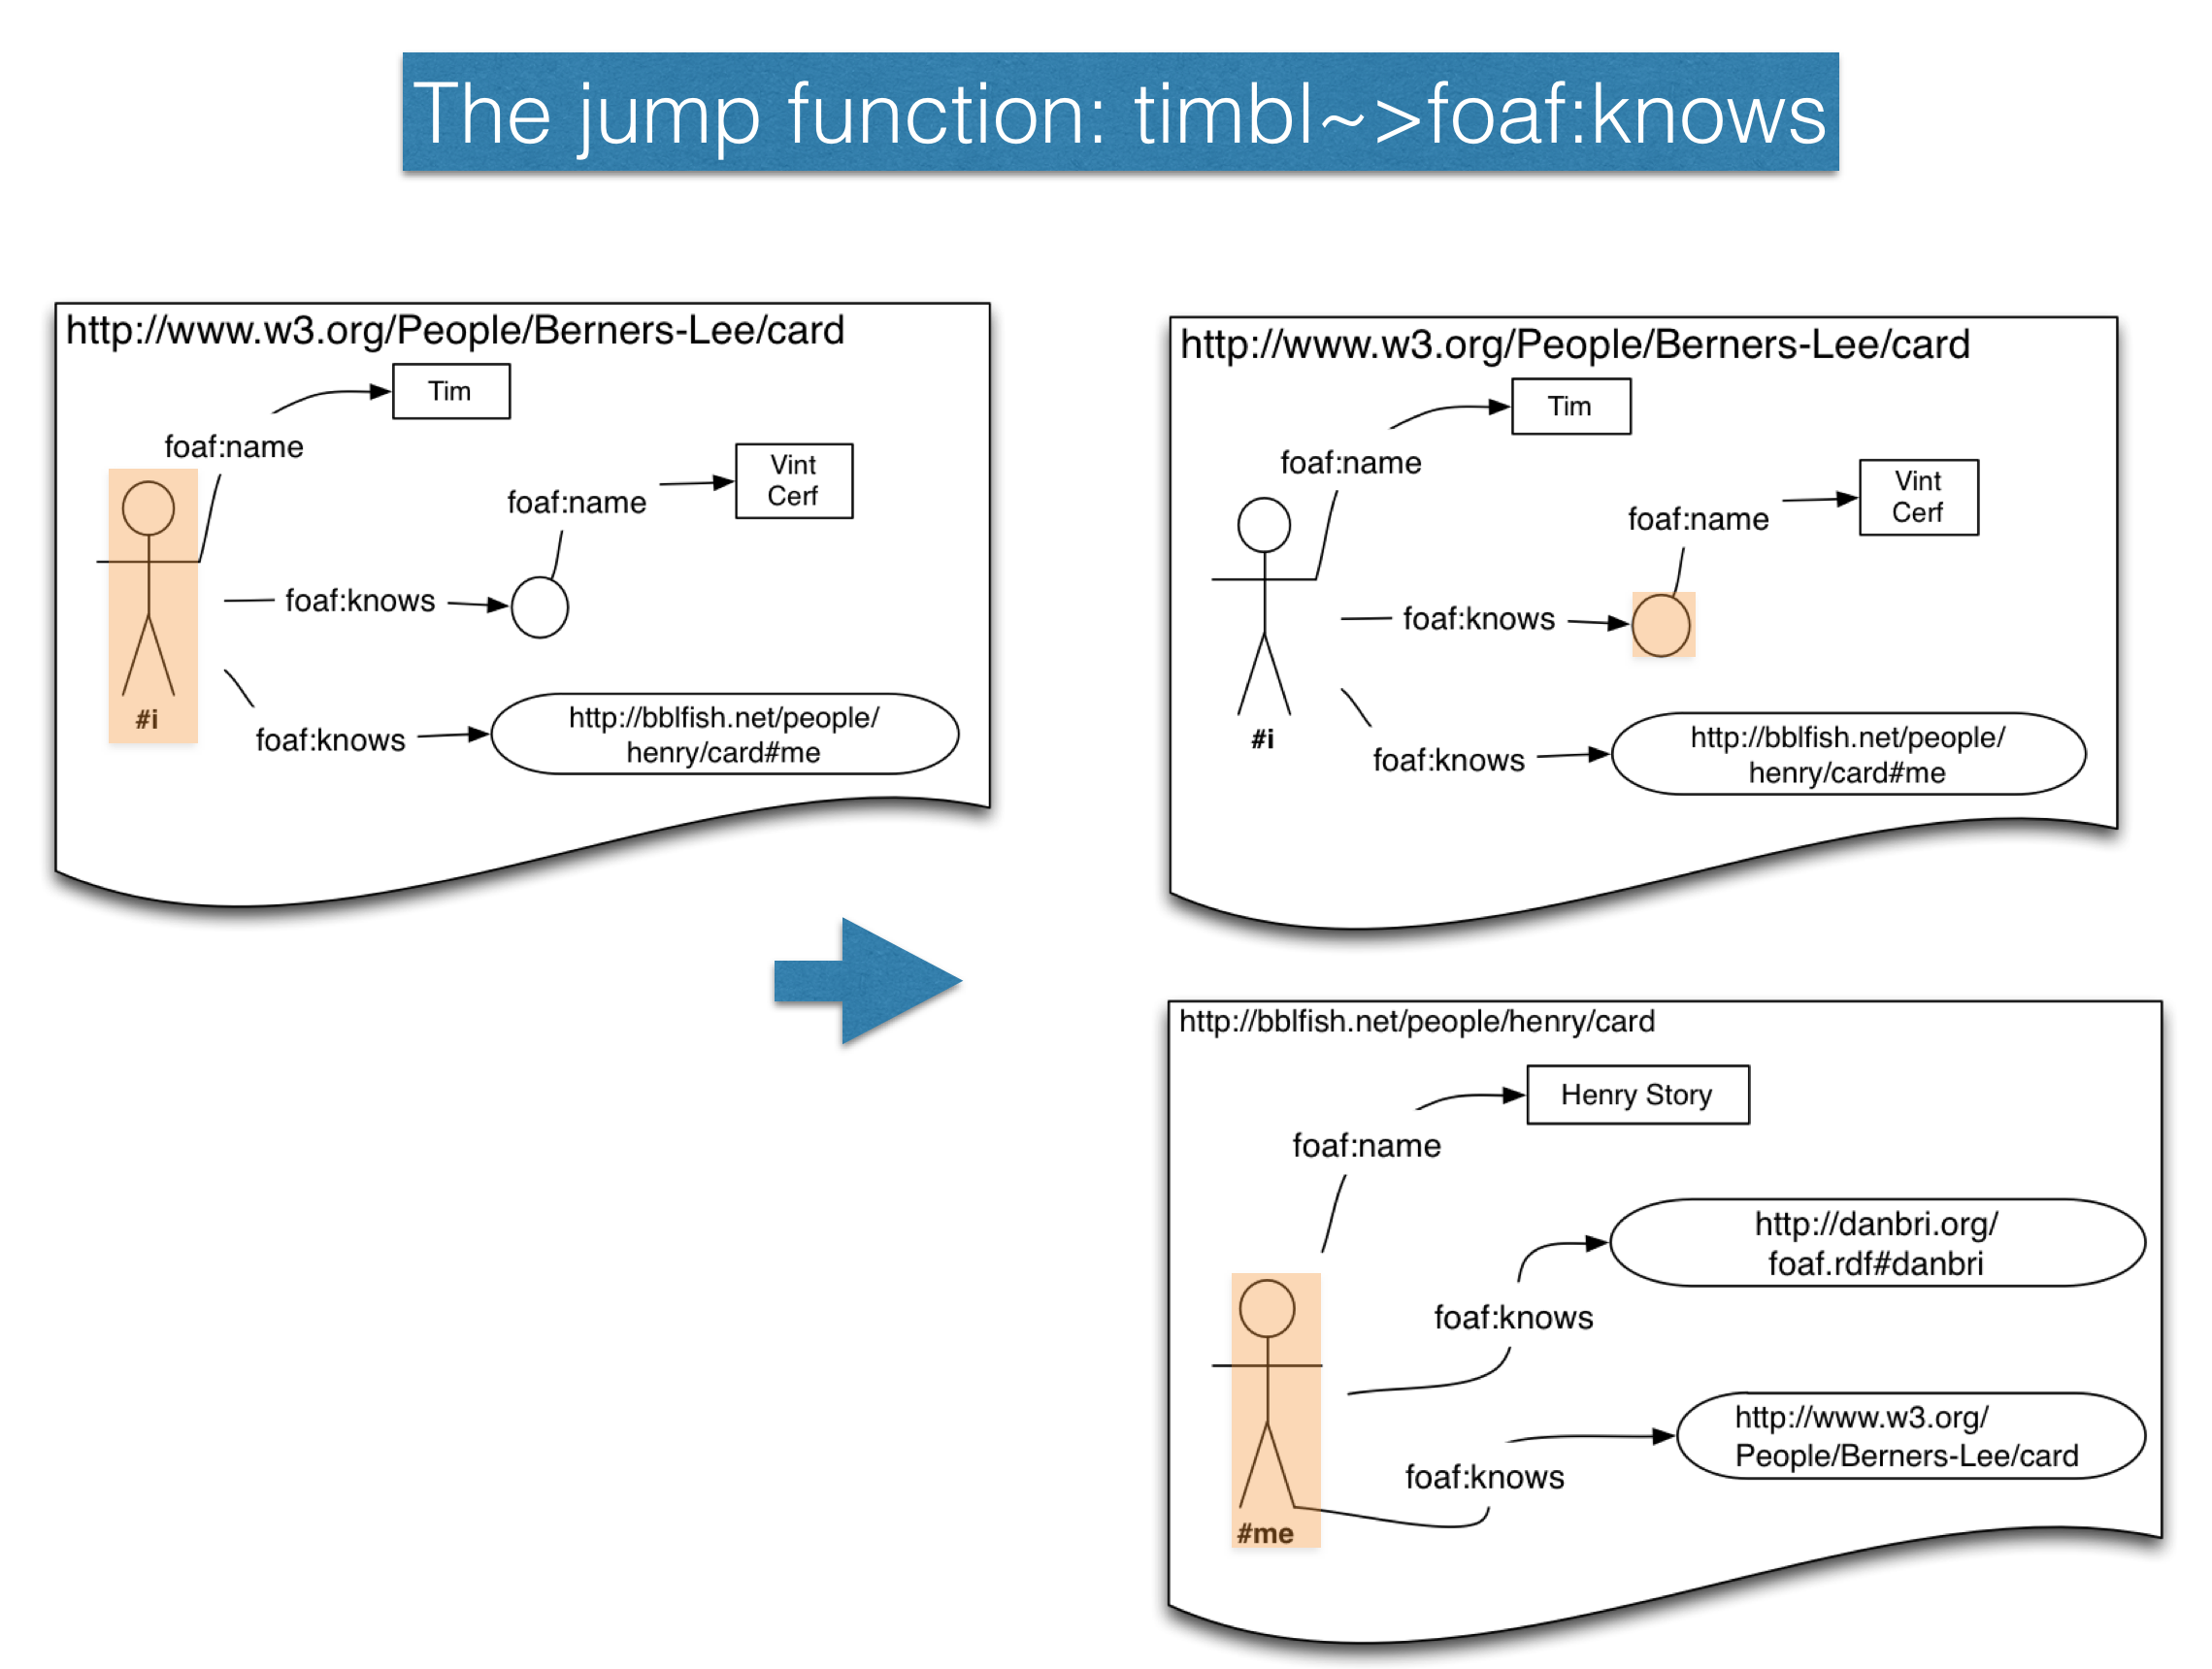 The jump function: timbl~>foaf:knows
http://www.w3.org/People/Berners-Lee/card
Tim
foaf:name
Vint
Cerf
foaf:name
foaf:knows
#i
foaf:knows
http://bblfish.net/people/
henry/card#me
http://www.w3.org/People/Berners-Lee/card
Tim
foaf:name
Vint
Cerf
foaf:name
foaf:knows
#i
foaf:knows
http://bblfish.net/people/
henry/card#me
http://bblfish.net/people/henry/card
Henry Story
foaf:name
http://danbri.org/
foaf.rdf#danbri
foaf:knows
http://www.w3.org/
People/Berners-Lee/card
foaf:knows
#me